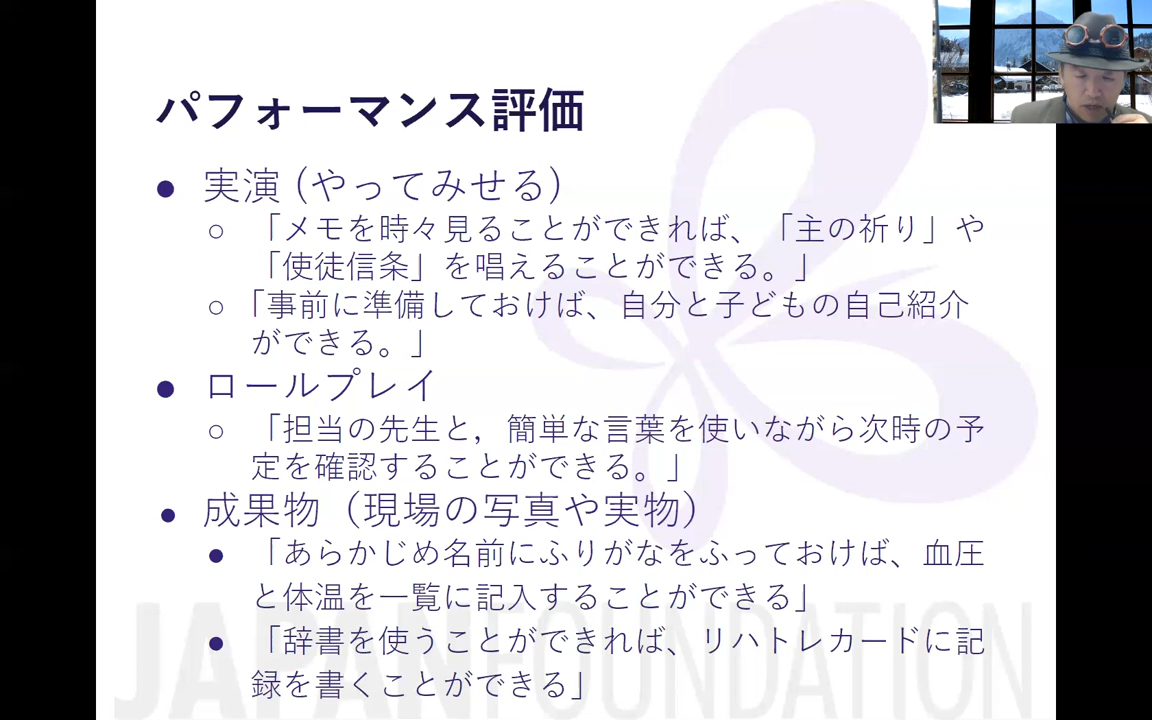 パフォーマンス評価
● 実演 (やってみせる)
○ 「メモを時々見ることができれば、「主の祈り」や
「使徒信条」を唱えることができる。」
○ 「事前に準備しておけば、自分と子どもの自己紹介
ができる。」
● ロールプレイ
○ 「担当の先生と，簡単な言葉を使いながら次時の予
定を確認することができる。」
● 成果物（現場の写真や実物）
● 「あらかじめ名前にふりがなをふっておけば、血圧
と体温を一覧に記入することができる」
● 「辞書を使うことができれば、リハトレカードに記
録を書くことができる」
JAPANFOUNDATION